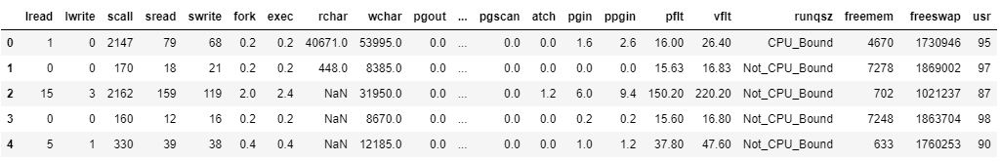 lread lwrite scall sread swrite fork exec rchar wchar pgout ... pgscan atch pgin ppgin pflt vflt runqsz freemem freeswap usr
0 1 0 2147 79 68 0.2 0.2 40671.0 53995.0 0.0 ... 0.0 0.0 1.6 2.6 16.00 26.40 CPU_Bound 4670 1730946 95
1 0 0 170 18 21 0.2 0.2 448.0 8385.0 0.0 ... 0.0 0.0 0.0 0.0 15.63 16.83 Not_CPU_Bound 7278 1869002 97
2 15 3 2162 159 119 2.0 2.4 NaN 31950.0 0.0 ... 0.0 1.2 6.0 9.4 150.20 220.20 Not_CPU_Bound 702 1021237 87
3 0 0 160 12 16 0.2 0.2 NaN 8670.0 0.0 ... 0.0 0.0 0.2 0.2 15.60 16.80 Not_CPU_Bound 7248 1863704 98
4 5 1 330 39 38 0.4 0.4 NaN 12185.0 0.0 ... 0.0 0.0 1.0 1.2 37.80 47.60 Not_CPU_Bound 633 1760253 90